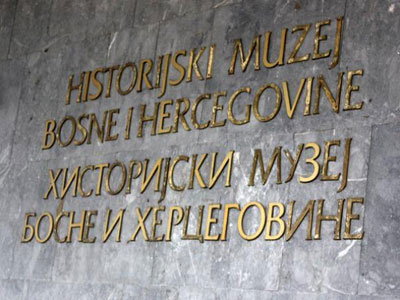 HISTORIJSKI MUZEJ
BOSNE I HERCEGOVINE
ХИСТОРИЈСКИ МУЗЕЈ
БОСНЕ И ХЕРЦЕГОВИНЕ